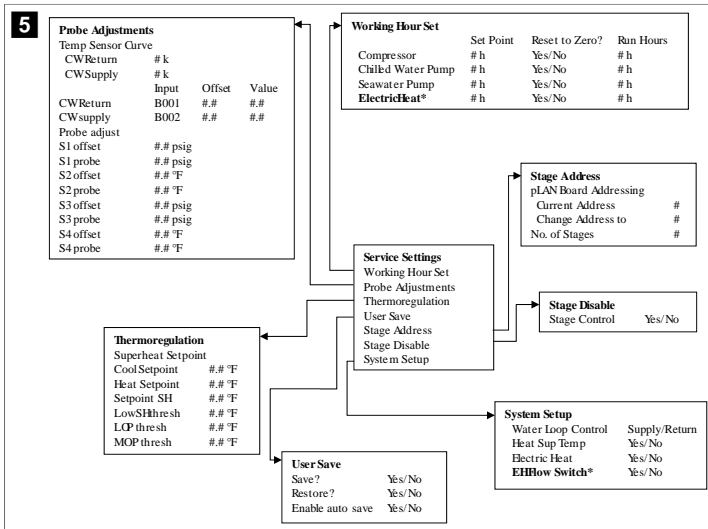 5
Probe Adjustments
Temp Sensor Curve
CWReturn # k
CWSupply # k
Input Offset Value
CWReturn B001 #.# #.#
CWsupply B002 #.# #.#
Probe adjust
S1 offset #.# psig
S1 probe #.# psig
S2 offset #.# °F
S2 probe #.# °F
S3 offset #.# psig
S3 probe #.# psig
S4 offset #.# °F
S4 probe #.# °F
Working Hour Set
Set Point Reset to Zero? Run Hours
Compressor # h Yes/No # h
Chilled Water Pump # h Yes/No # h
Seawater Pump # h Yes/No # h
ElectricHeat* # h Yes/No # h
Stage Address
pLAN Board Addressing
Current Address #
Change Address to #
No. of Stages #
Service Settings
Working Hour Set
Probe Adjustments
Thermoregulation
User Save
Stage Address
Stage Disable
System Setup
Stage Disable
Stage Control Yes/No
Thermoregulation
Superheat Setpoint
Cool Setpoint #.# °F
Heat Setpoint #.# °F
Setpoint SH #.# °F
LowSHthresh #.# °F
LOP thresh #.# °F
MOP thresh #.# °F
System Setup
Water Loop Control Supply/Return
Heat Sup Temp Yes/No
Electric Heat Yes/No
EHFlow Switch* Yes/No
User Save
Save? Yes/No
Restore? Yes/No
Enable auto save Yes/No